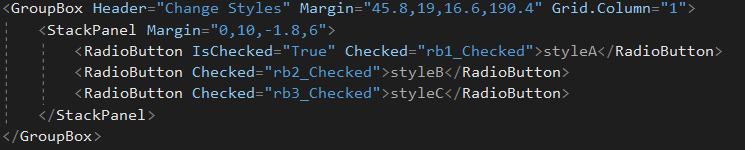 <GroupBox Header="Change Styles" Margin="45.8,19,16.6,190.4" Grid.Column="1">
<StackPanel Margin="0,10,-1.8,6">
<RadioButton IsChecked="True" Checked="rb1_Checked">styleA</RadioButton>
<RadioButton Checked="rb2_Checked">styleB</RadioButton>
<RadioButton Checked="rb3_Checked">styleC</RadioButton>
</StackPanel>
</GroupBox>